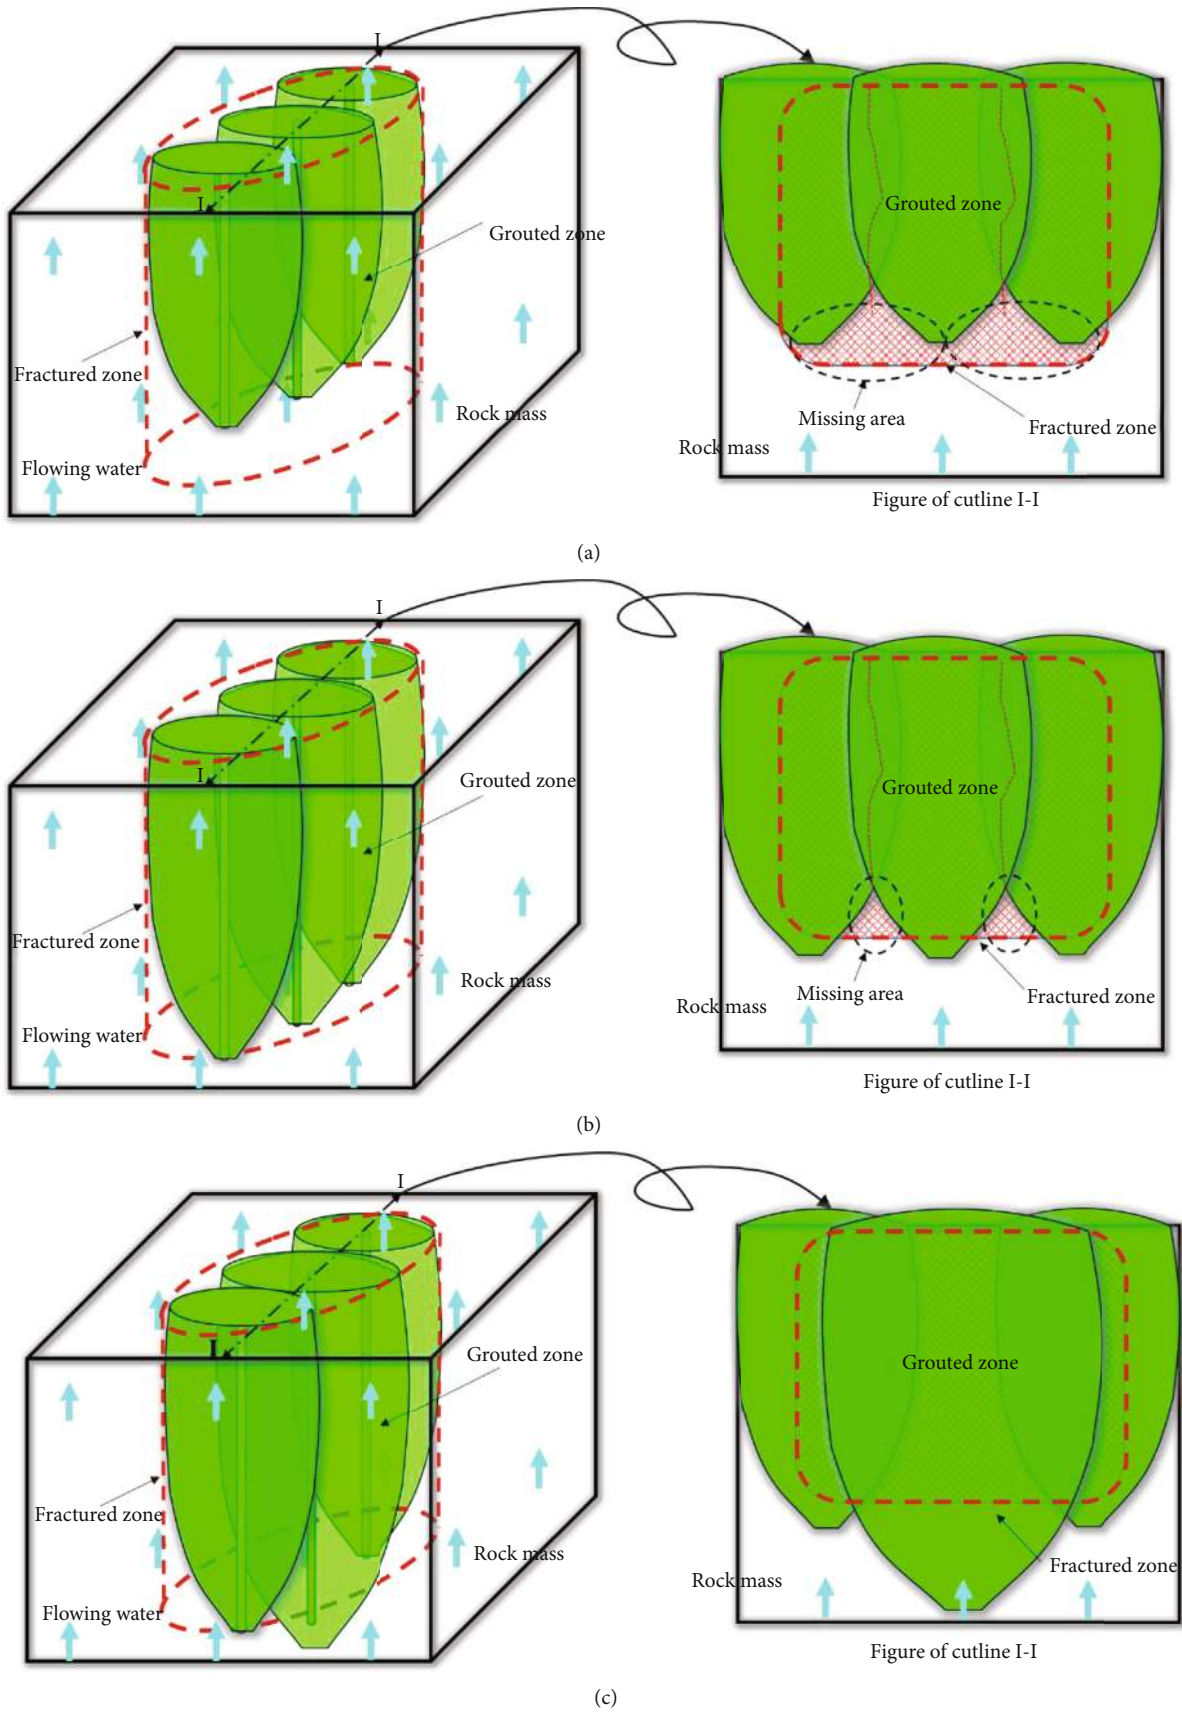 I
I
Grouted zone
Grouted zone
Fractured zone
Rock mass
Missing area
Fractured zone
Rock mass
Flowing water
Figure of cutline I-I
(a)
I
I
Grouted zone
Grouted zone
Fractured zone
Rock mass
Missing area
Fractured zone
Rock mass
Flowing water
Figure of cutline I-I
(b)
I
I
Grouted zone
Grouted zone
Fractured zone
Rock mass
Fractured zone
Rock mass
Flowing water
Figure of cutline I-I
(c)